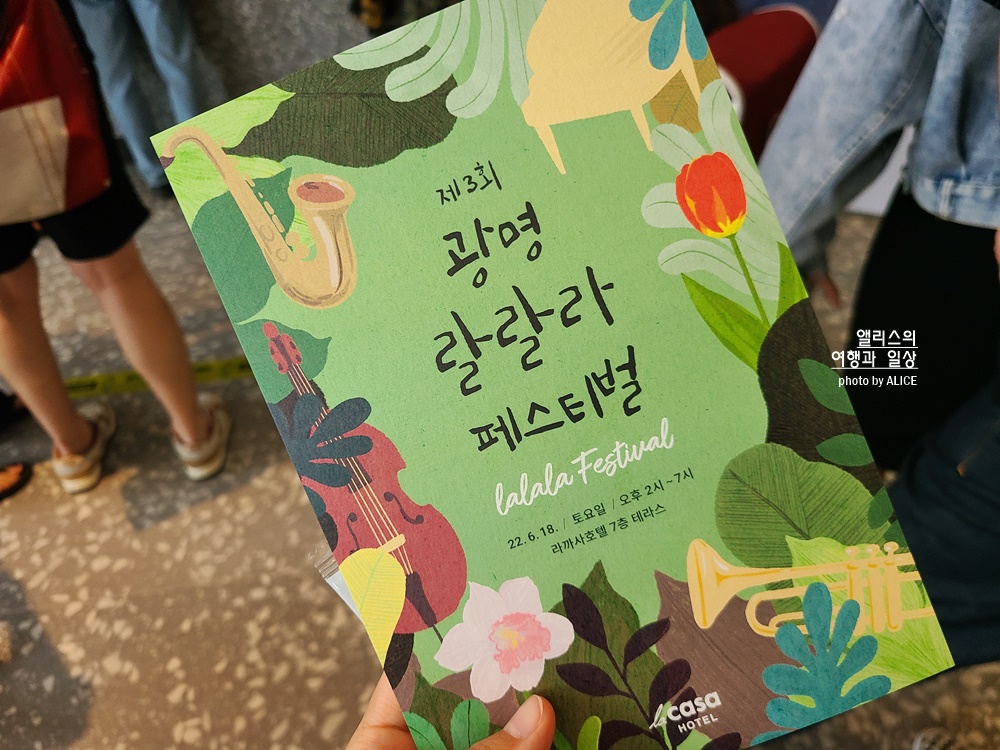 제3회
광명
랄랄라
페스티벌
lalala Festival
22. 6. 18. / 토요일 / 오후 2시 ~ 7시
라까사호텔 7층 테라스
la casa
HOTEL
앨리스의
여행과 일상
photo by ALICE